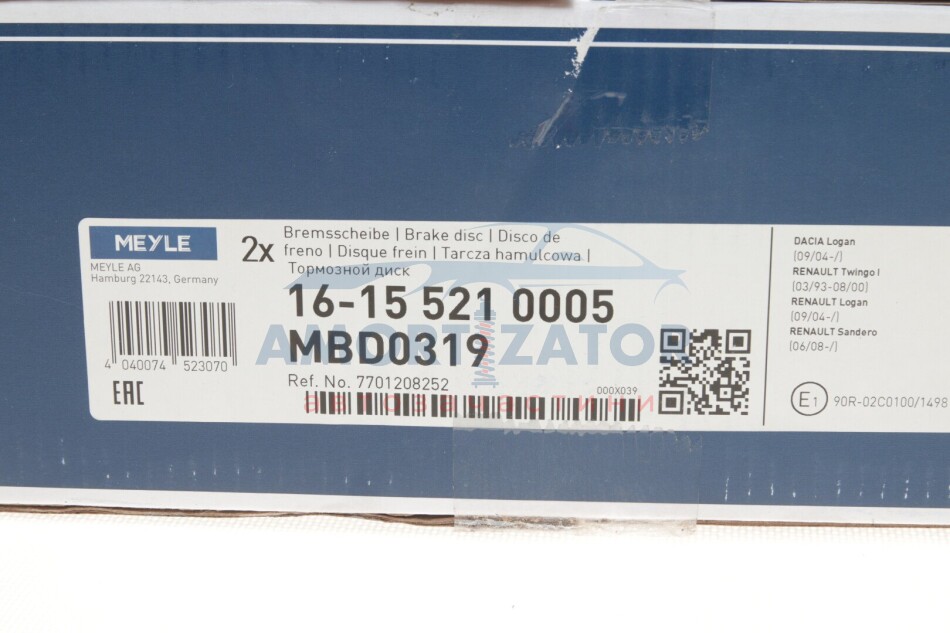 MEYLE
MEYLE AG
Hamburg 22143, Germany
4 040074 523070
EAC
2x
Bremsscheibe | Brake disc | Disco de
freno | Disque frein | Tarcza hamulcowa |
Тормозной диск
16-15 521 0005
MBD0319
Ref. No. 7701208252
000X039
AMORTIZATOR
автозапчастини
DACIA Logan
(09/04-/)
RENAULT Twingo I
(03/93-08/00)
RENAULT Logan
(09/04-/)
RENAULT Sandero
(06/08-/)
E1 90R-02C0100/1498